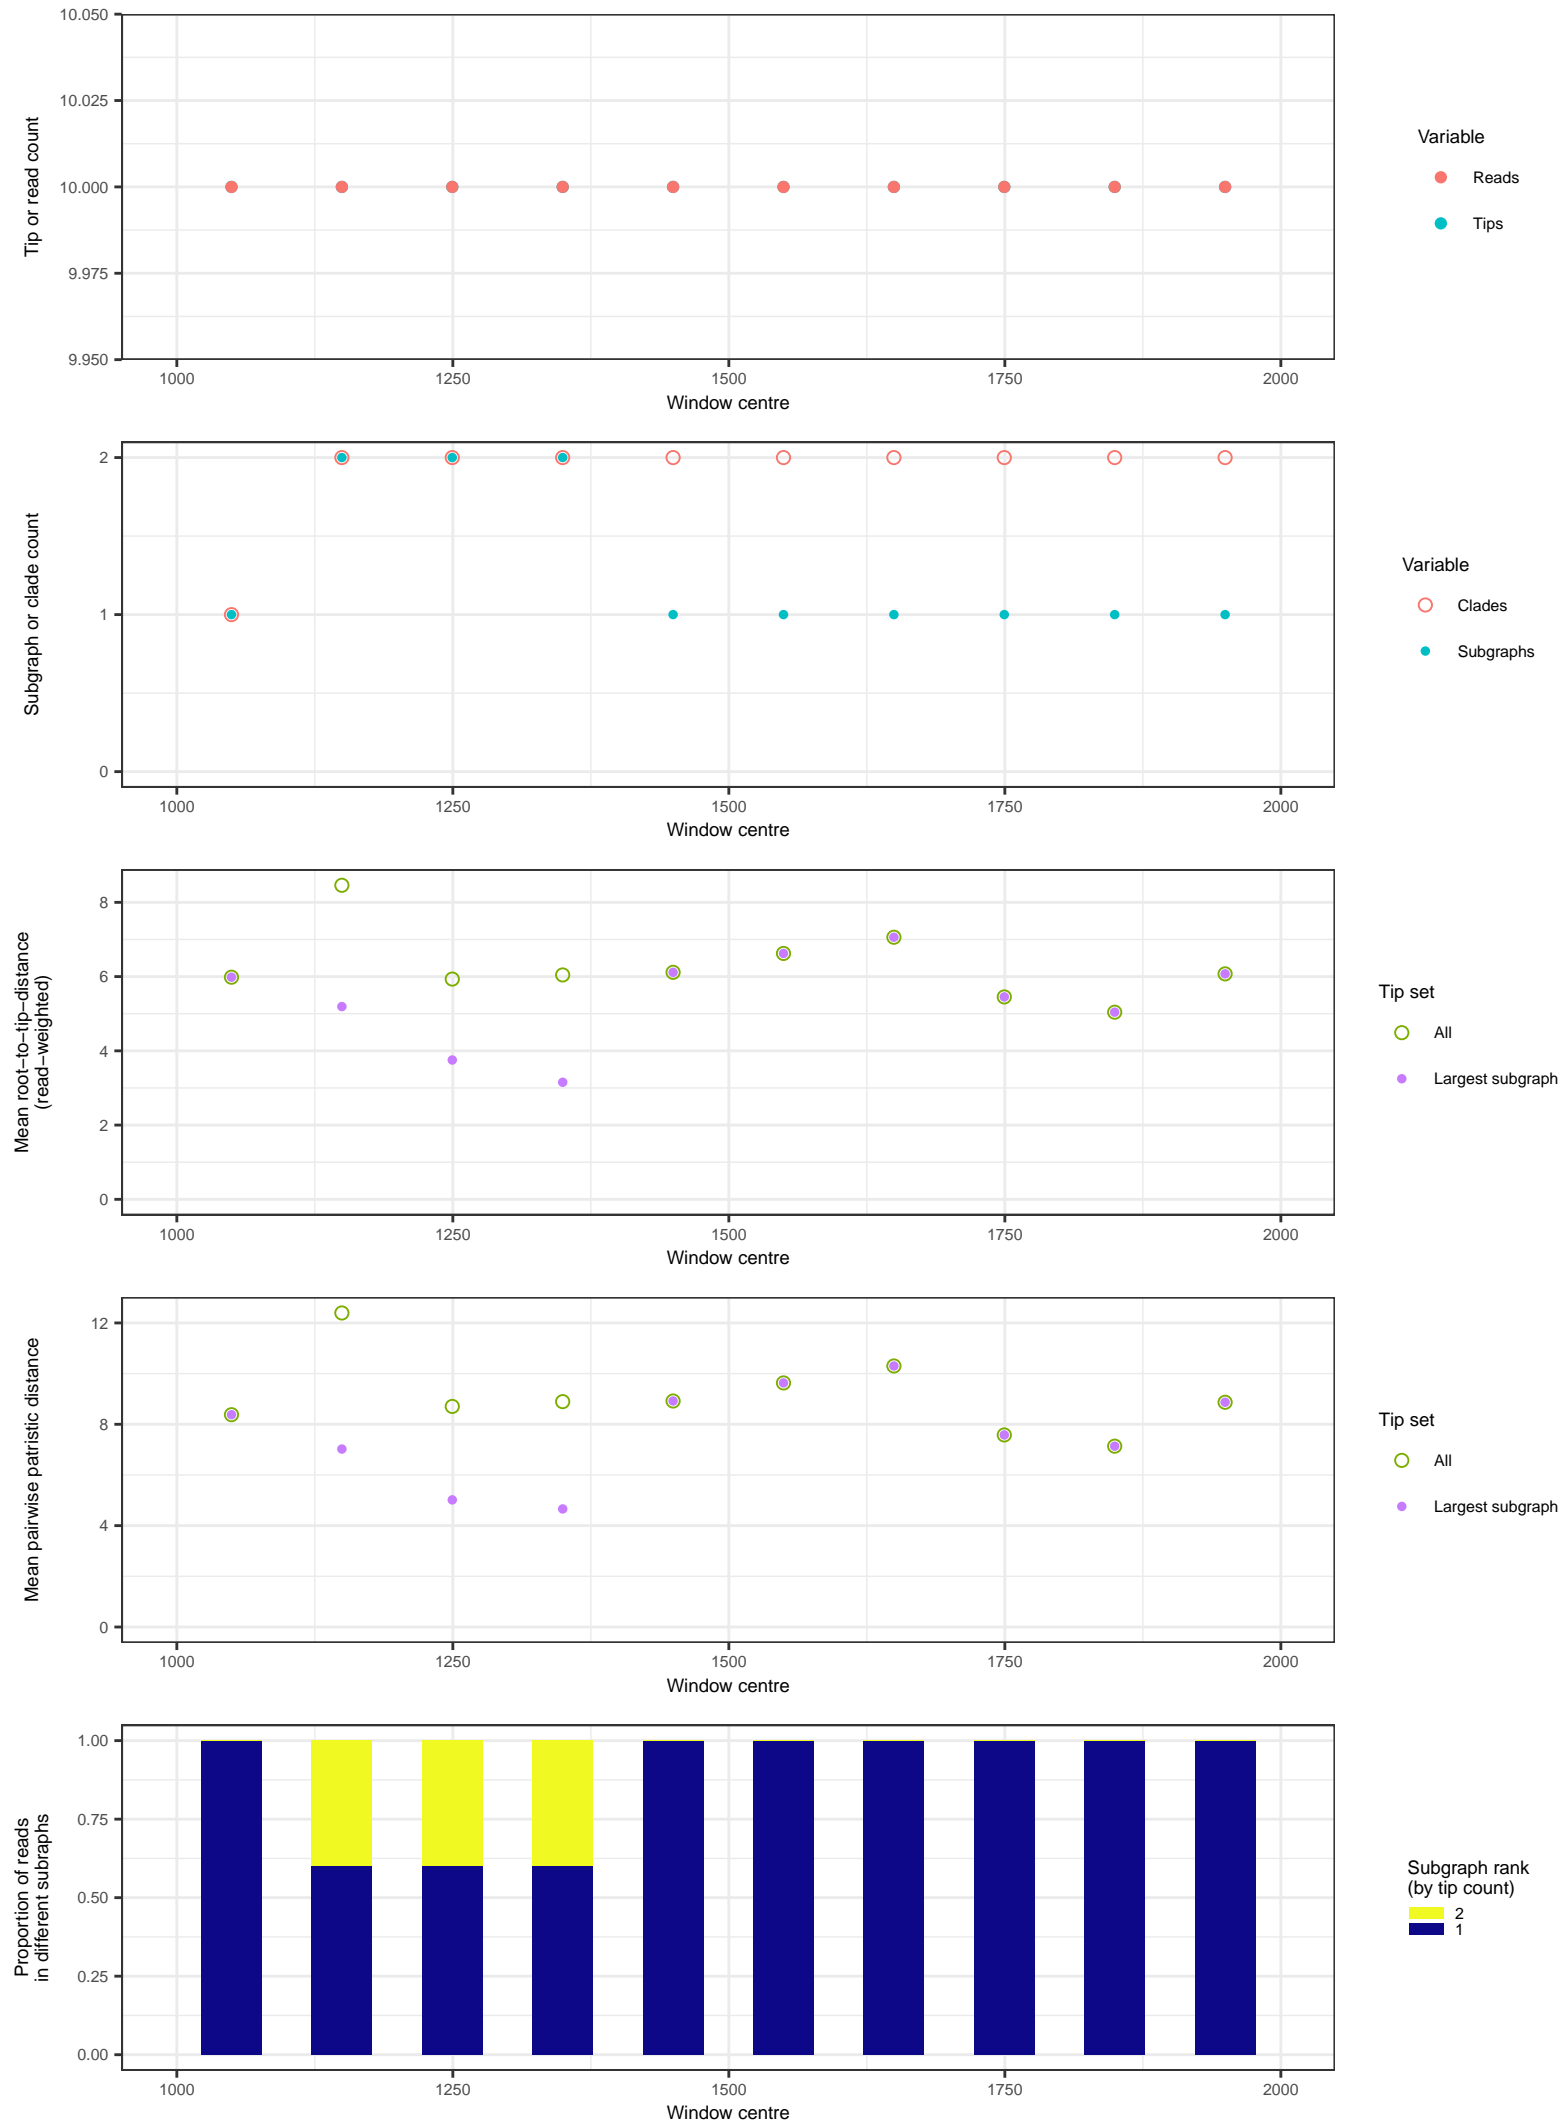 10.050
10.025
10.000
9.975
9.950
Tip or read count
1000 1250 1500 1750 2000
Window centre
Variable
Reads
Tips
2
1
0
Subgraph or clade count
1000 1250 1500 1750 2000
Window centre
Variable
Clades
Subgraphs
8
6
4
2
0
Mean root−to−tip−distance
(read−weighted)
1000 1250 1500 1750 2000
Window centre
Tip set
All
Largest subgraph
12
8
4
0
Mean pairwise patristic distance
1000 1250 1500 1750 2000
Window centre
Tip set
All
Largest subgraph
1.00
0.75
0.50
0.25
0.00
Proportion of reads
in different subraphs
1000 1250 1500 1750 2000
Window centre
Subgraph rank
(by tip count)
2
1